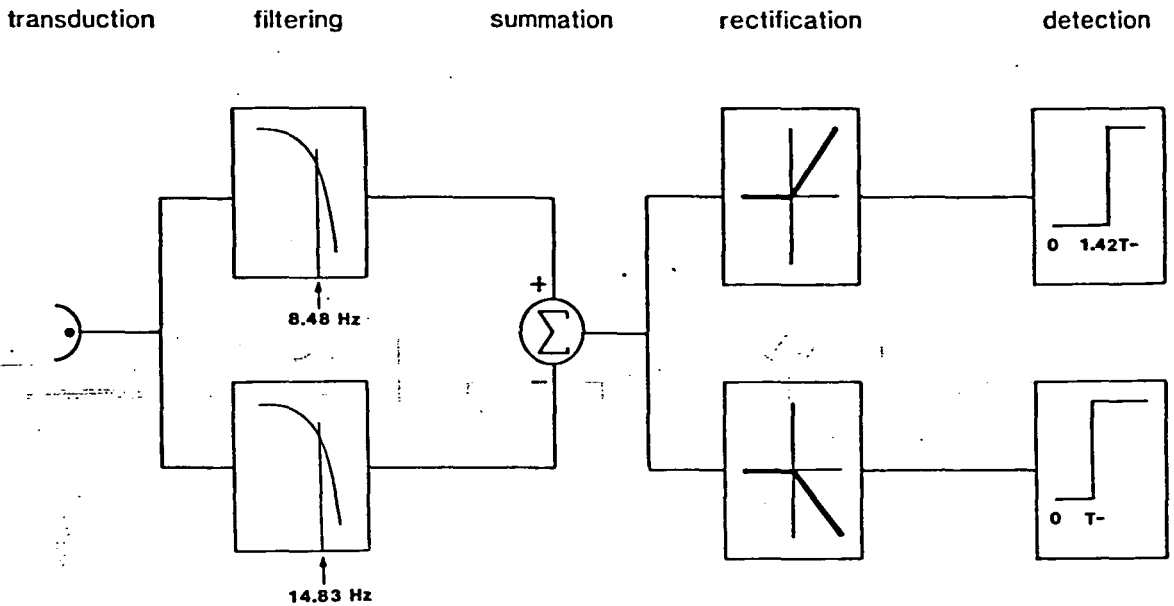 transduction
filtering
summation
rectification
detection
8.48 Hz
0 1.42T-
+
Σ
-
14.83 Hz
0 T-